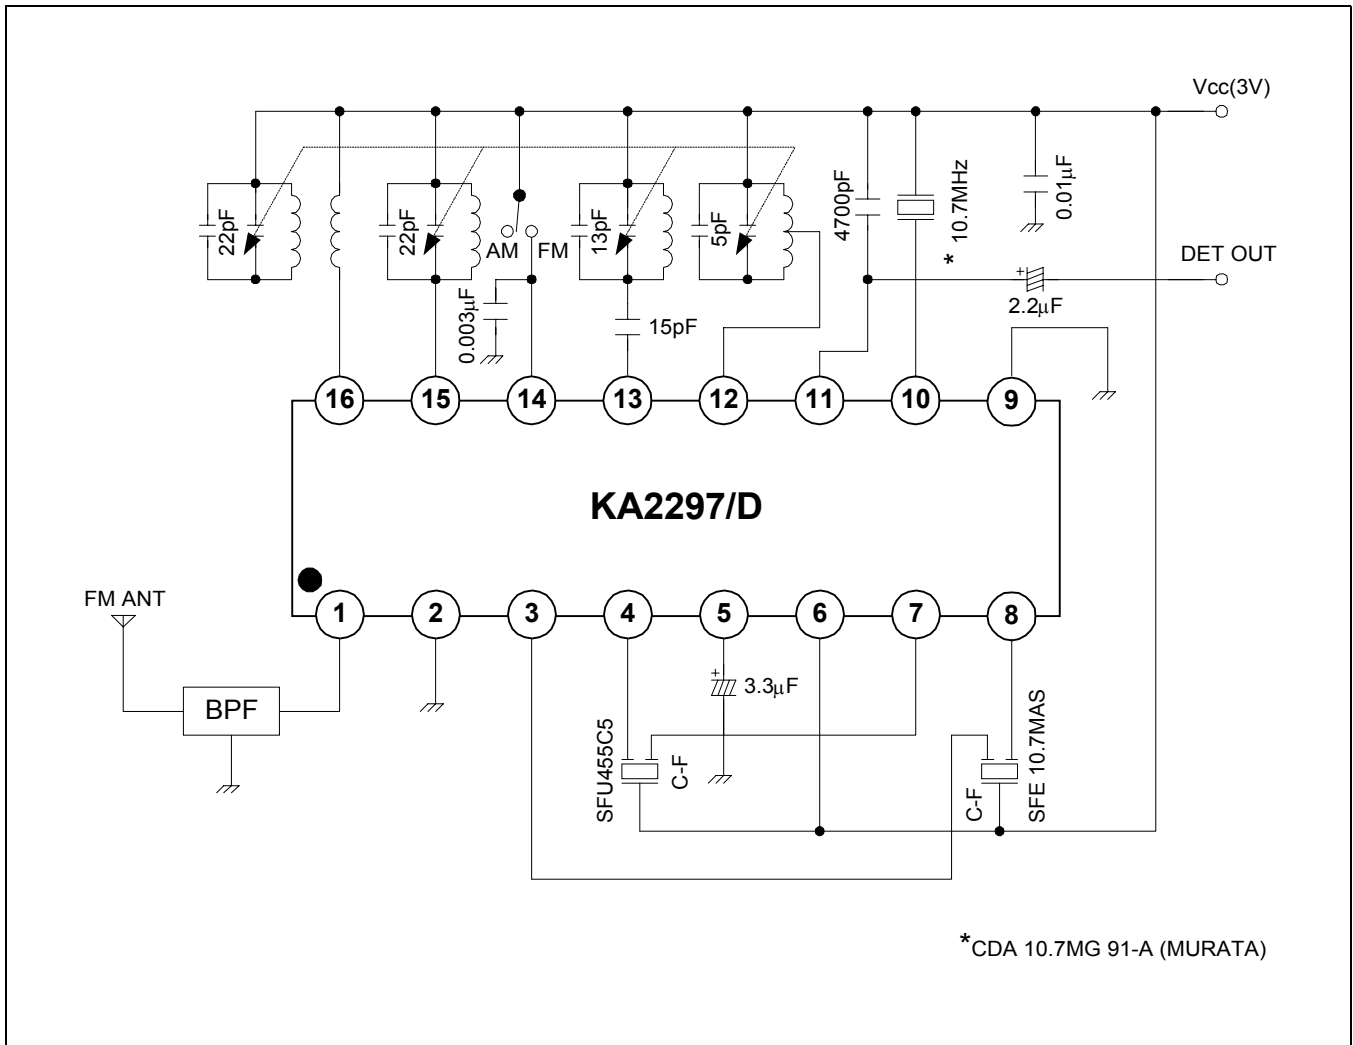 Vcc(3V)
22pF
22pF
AM
FM
0.003µF
13pF
15pF
5pF
4700pF
* 10.7MHz
0.01µF
DET OUT
+
2.2µF
16
15
14
13
12
11
10
9
KA2297/D
FM ANT
1
2
3
4
5
6
7
8
BPF
+
3.3µF
SFU455C5
C-F
C-F
SFE 10.7MAS
*CDA 10.7MG 91-A (MURATA)